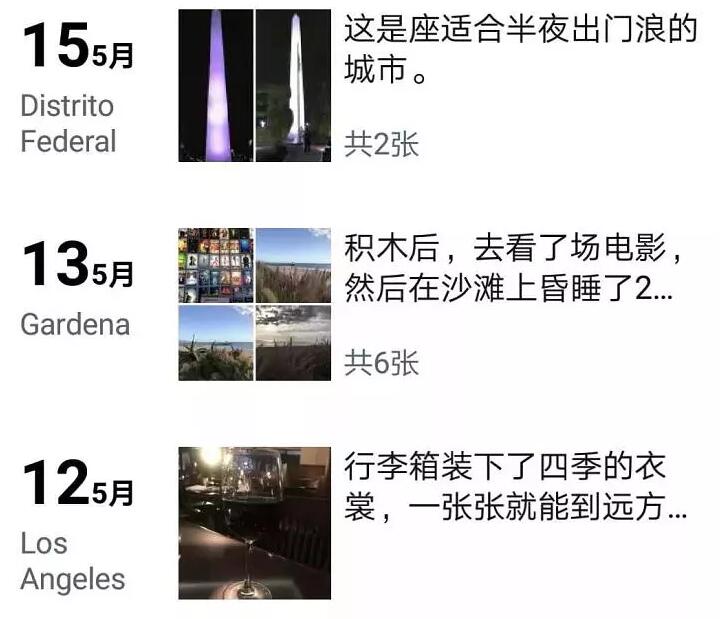 15 5月
Distrito
Federal
这是座适合半夜出门浪的
城市。
共2张
13 5月
Gardena
积木后，去看了场电影，
然后在沙滩上昏睡了2...
共6张
12 5月
Los
Angeles
行李箱装下了四季的衣
裳，一张张就能到远方...